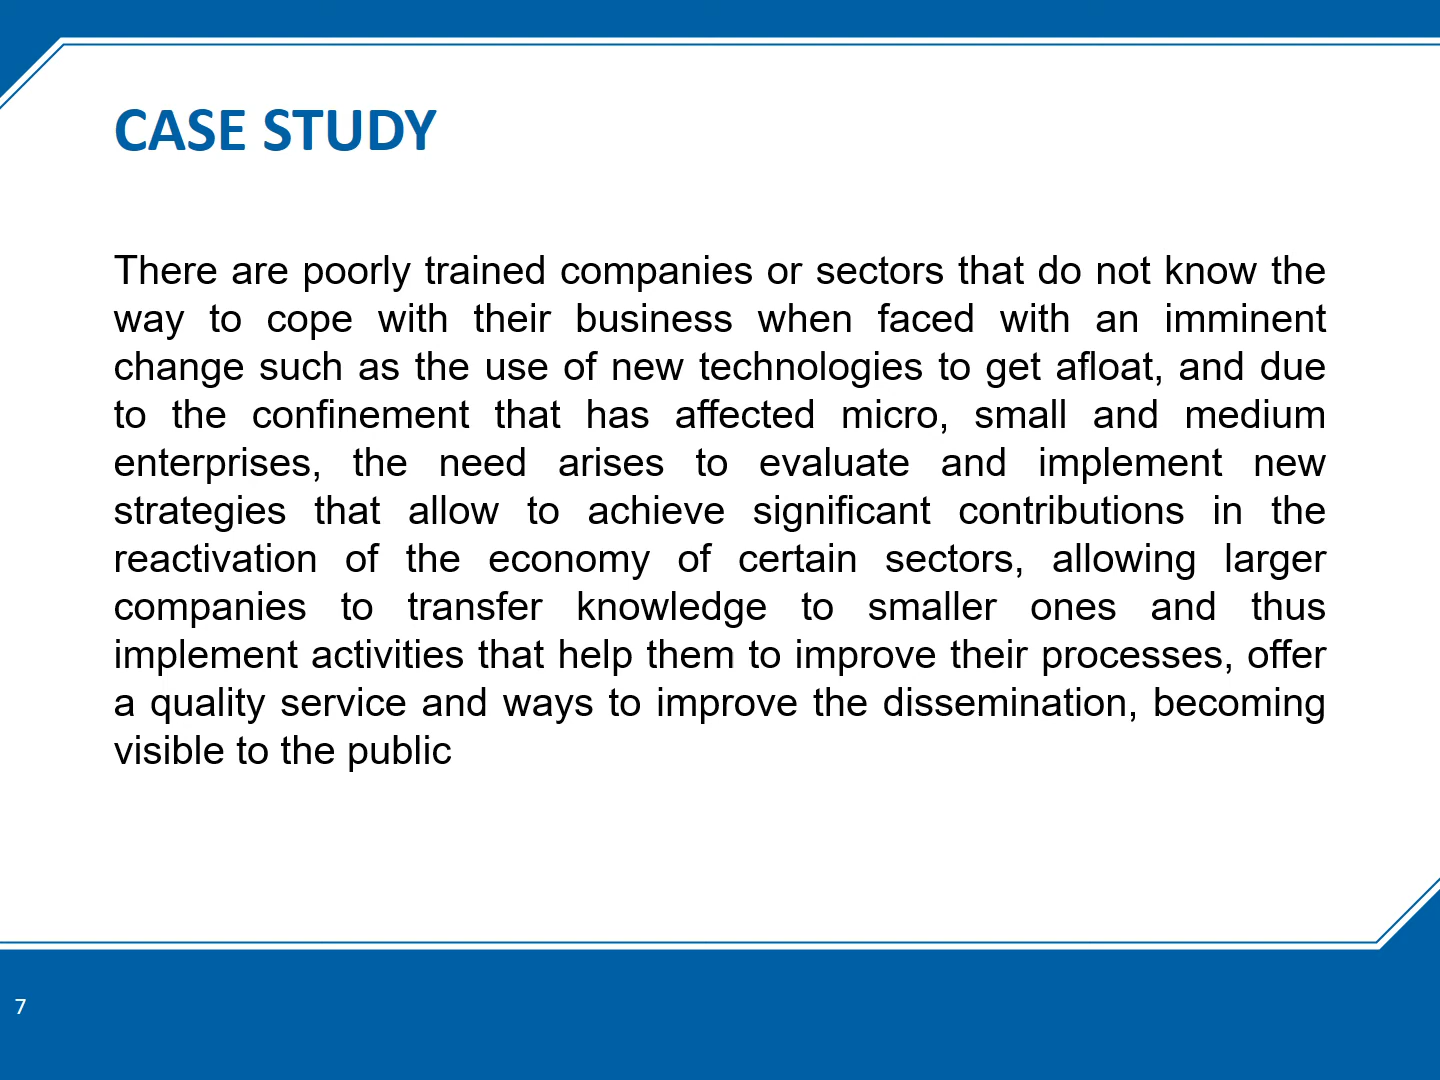 CASE STUDY
There are poorly trained companies or sectors that do not know the
way to cope with their business when faced with an imminent
change such as the use of new technologies to get afloat, and due
to the confinement that has affected micro, small and medium
enterprises, the need arises to evaluate and implement new
strategies that allow to achieve significant contributions in the
reactivation of the economy of certain sectors, allowing larger
companies to transfer knowledge to smaller ones and thus
implement activities that help them to improve their processes, offer
a quality service and ways to improve the dissemination, becoming
visible to the public
7